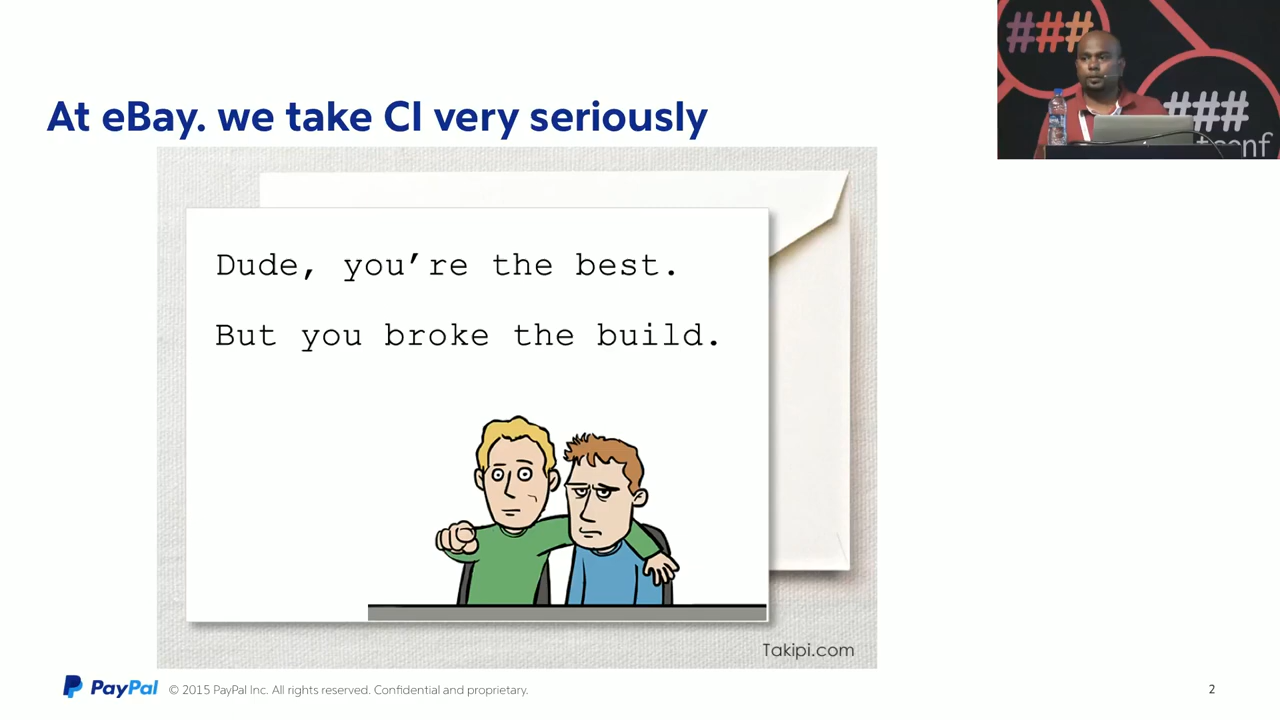 At eBay. we take CI very seriously
Dude, you’re the best.
But you broke the build.
Takipi.com
PayPal © 2015 PayPal Inc. All rights reserved. Confidential and proprietary.
2
###
###
conf